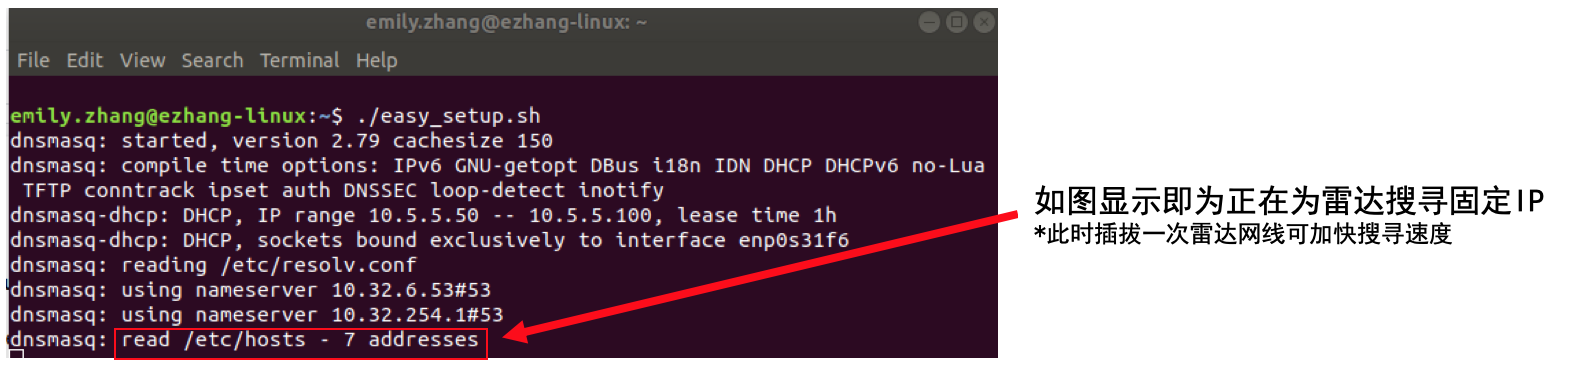 emily.zhang@ezhang-linux: ~
File Edit View Search Terminal Help
emily.zhang@ezhang-linux:~$ ./easy_setup.sh
dnsmasq: started, version 2.79 cachesize 150
dnsmasq: compile time options: IPv6 GNU-getopt DBus i18n IDN DHCP DHCPv6 no-Lua
TFTP conntrack ipset auth DNSSEC loop-detect inotify
dnsmasq-dhcp: DHCP, IP range 10.5.5.50 -- 10.5.5.100, lease time 1h
dnsmasq-dhcp: DHCP, sockets bound exclusively to interface enp0s31f6
dnsmasq: reading /etc/resolv.conf
dnsmasq: using nameserver 10.32.6.53#53
dnsmasq: using nameserver 10.32.254.1#53
dnsmasq: read /etc/hosts - 7 addresses
如图显示即为正在为雷达搜寻固定IP
*此时插拔一次雷达网线可加快搜寻速度